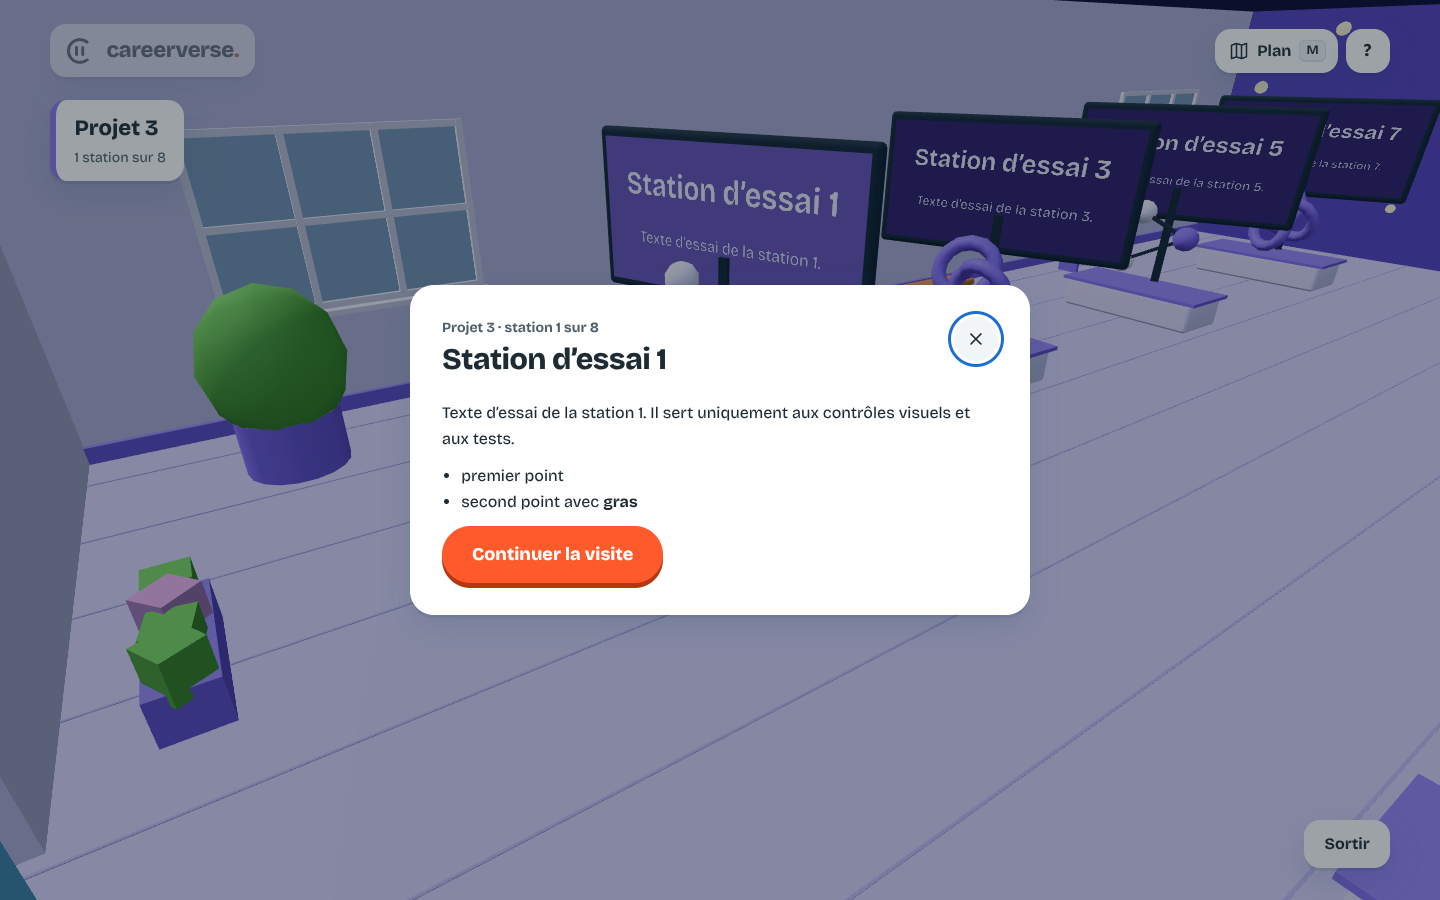 careerverse.
Plan M ?
Projet 3
1 station sur 8
Station d'essai 1
Texte d'essai de la station 1.
Station d'essai 3
Texte d'essai de la station 3.
on d'essai 5
essai de la station 5.
d'essai 7
de la station 7.
Projet 3 · station 1 sur 8
Station d'essai 1
Texte d'essai de la station 1. Il sert uniquement aux contrôles visuels et
aux tests.
• premier point
• second point avec gras
Continuer la visite
Sortir